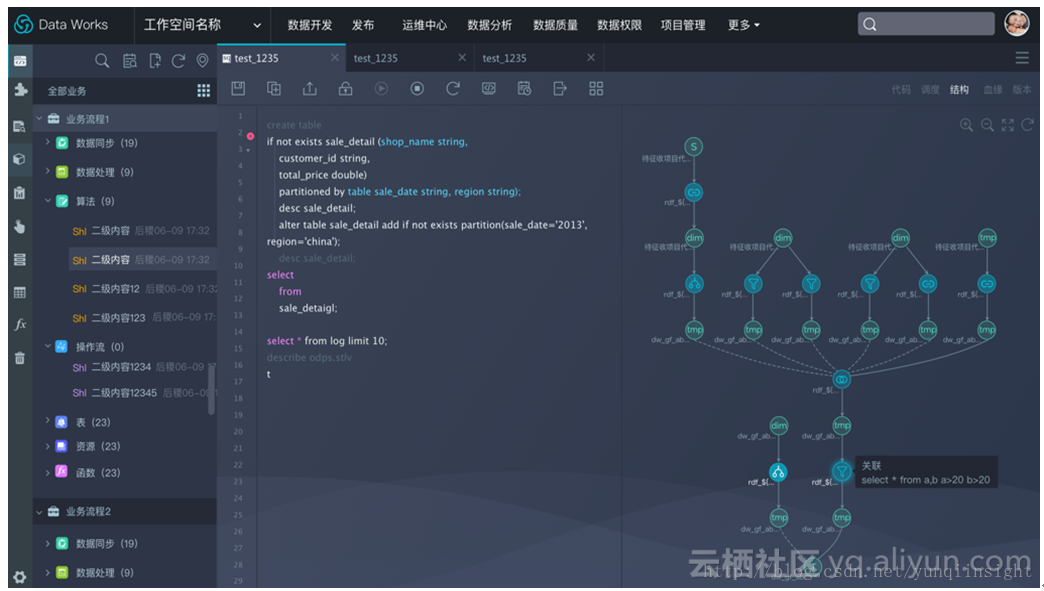 Data Works 工作空间名称 数据开发 发布 运维中心 数据分析 数据质量 数据权限 项目管理 更多
test_1235 test_1235 test_1235
代码 调度 结构 血缘 版本
全部业务
业务流程1
数据同步 (19)
数据处理 (9)
算法 (9)
Shl 二级内容 后稷06-09 17:32
Shl 二级内容 后稷06-09 17:32
Shl 二级内容12 后稷06-09 17:32
Shl 二级内容123 后稷06-09 17:
操作流 (0)
Shl 二级内容1234 后稷06-09 17
Shl 二级内容12345 后稷06-09
表 (23)
资源 (23)
函数 (23)
业务流程2
数据同步 (19)
数据处理 (9)
1
2
3
4
5
6
7
8
9
10
11
12
13
14
15
16
17
18
19
20
21
22
23
24
25
26
27
28
29
create table
if not exists sale_detail (shop_name string,
customer_id string,
total_price double)
partitioned by table sale_date string, region string);
desc sale_detail;
alter table sale_detail add if not exists partition(sale_date='2013',
region='china');
desc sale_detail;
select
from
sale_detaigl;
select * from log limit 10;
describe odps.stlv
t
S
待征收项目代...
rdf_$(...
dim dim dim tmp
待征收项目代... 待征收项目代... 待征收项目代... 待征收项目代...
rdf_$(... rdf_$(... rdf_$(... rdf_$(... rdf_$(... rdf_$(...
tmp tmp tmp tmp tmp tmp
dw_gf_ab... dw_gf_ab... dw_gf_ab... dw_gf_ab... dw_gf_ab... dw_gf_ab...
rdf_$(...
dim tmp
dw_gf_ab... dw_gf_ab...
rdf_$(... rdf_$(...
关联
select * from a,b a>20 b>20
tmp tmp
dw_gf_ab... dw_gf_ab...
云栖社区 yq.aliyun.com
http://blog.csdn.net/yunqiinsight